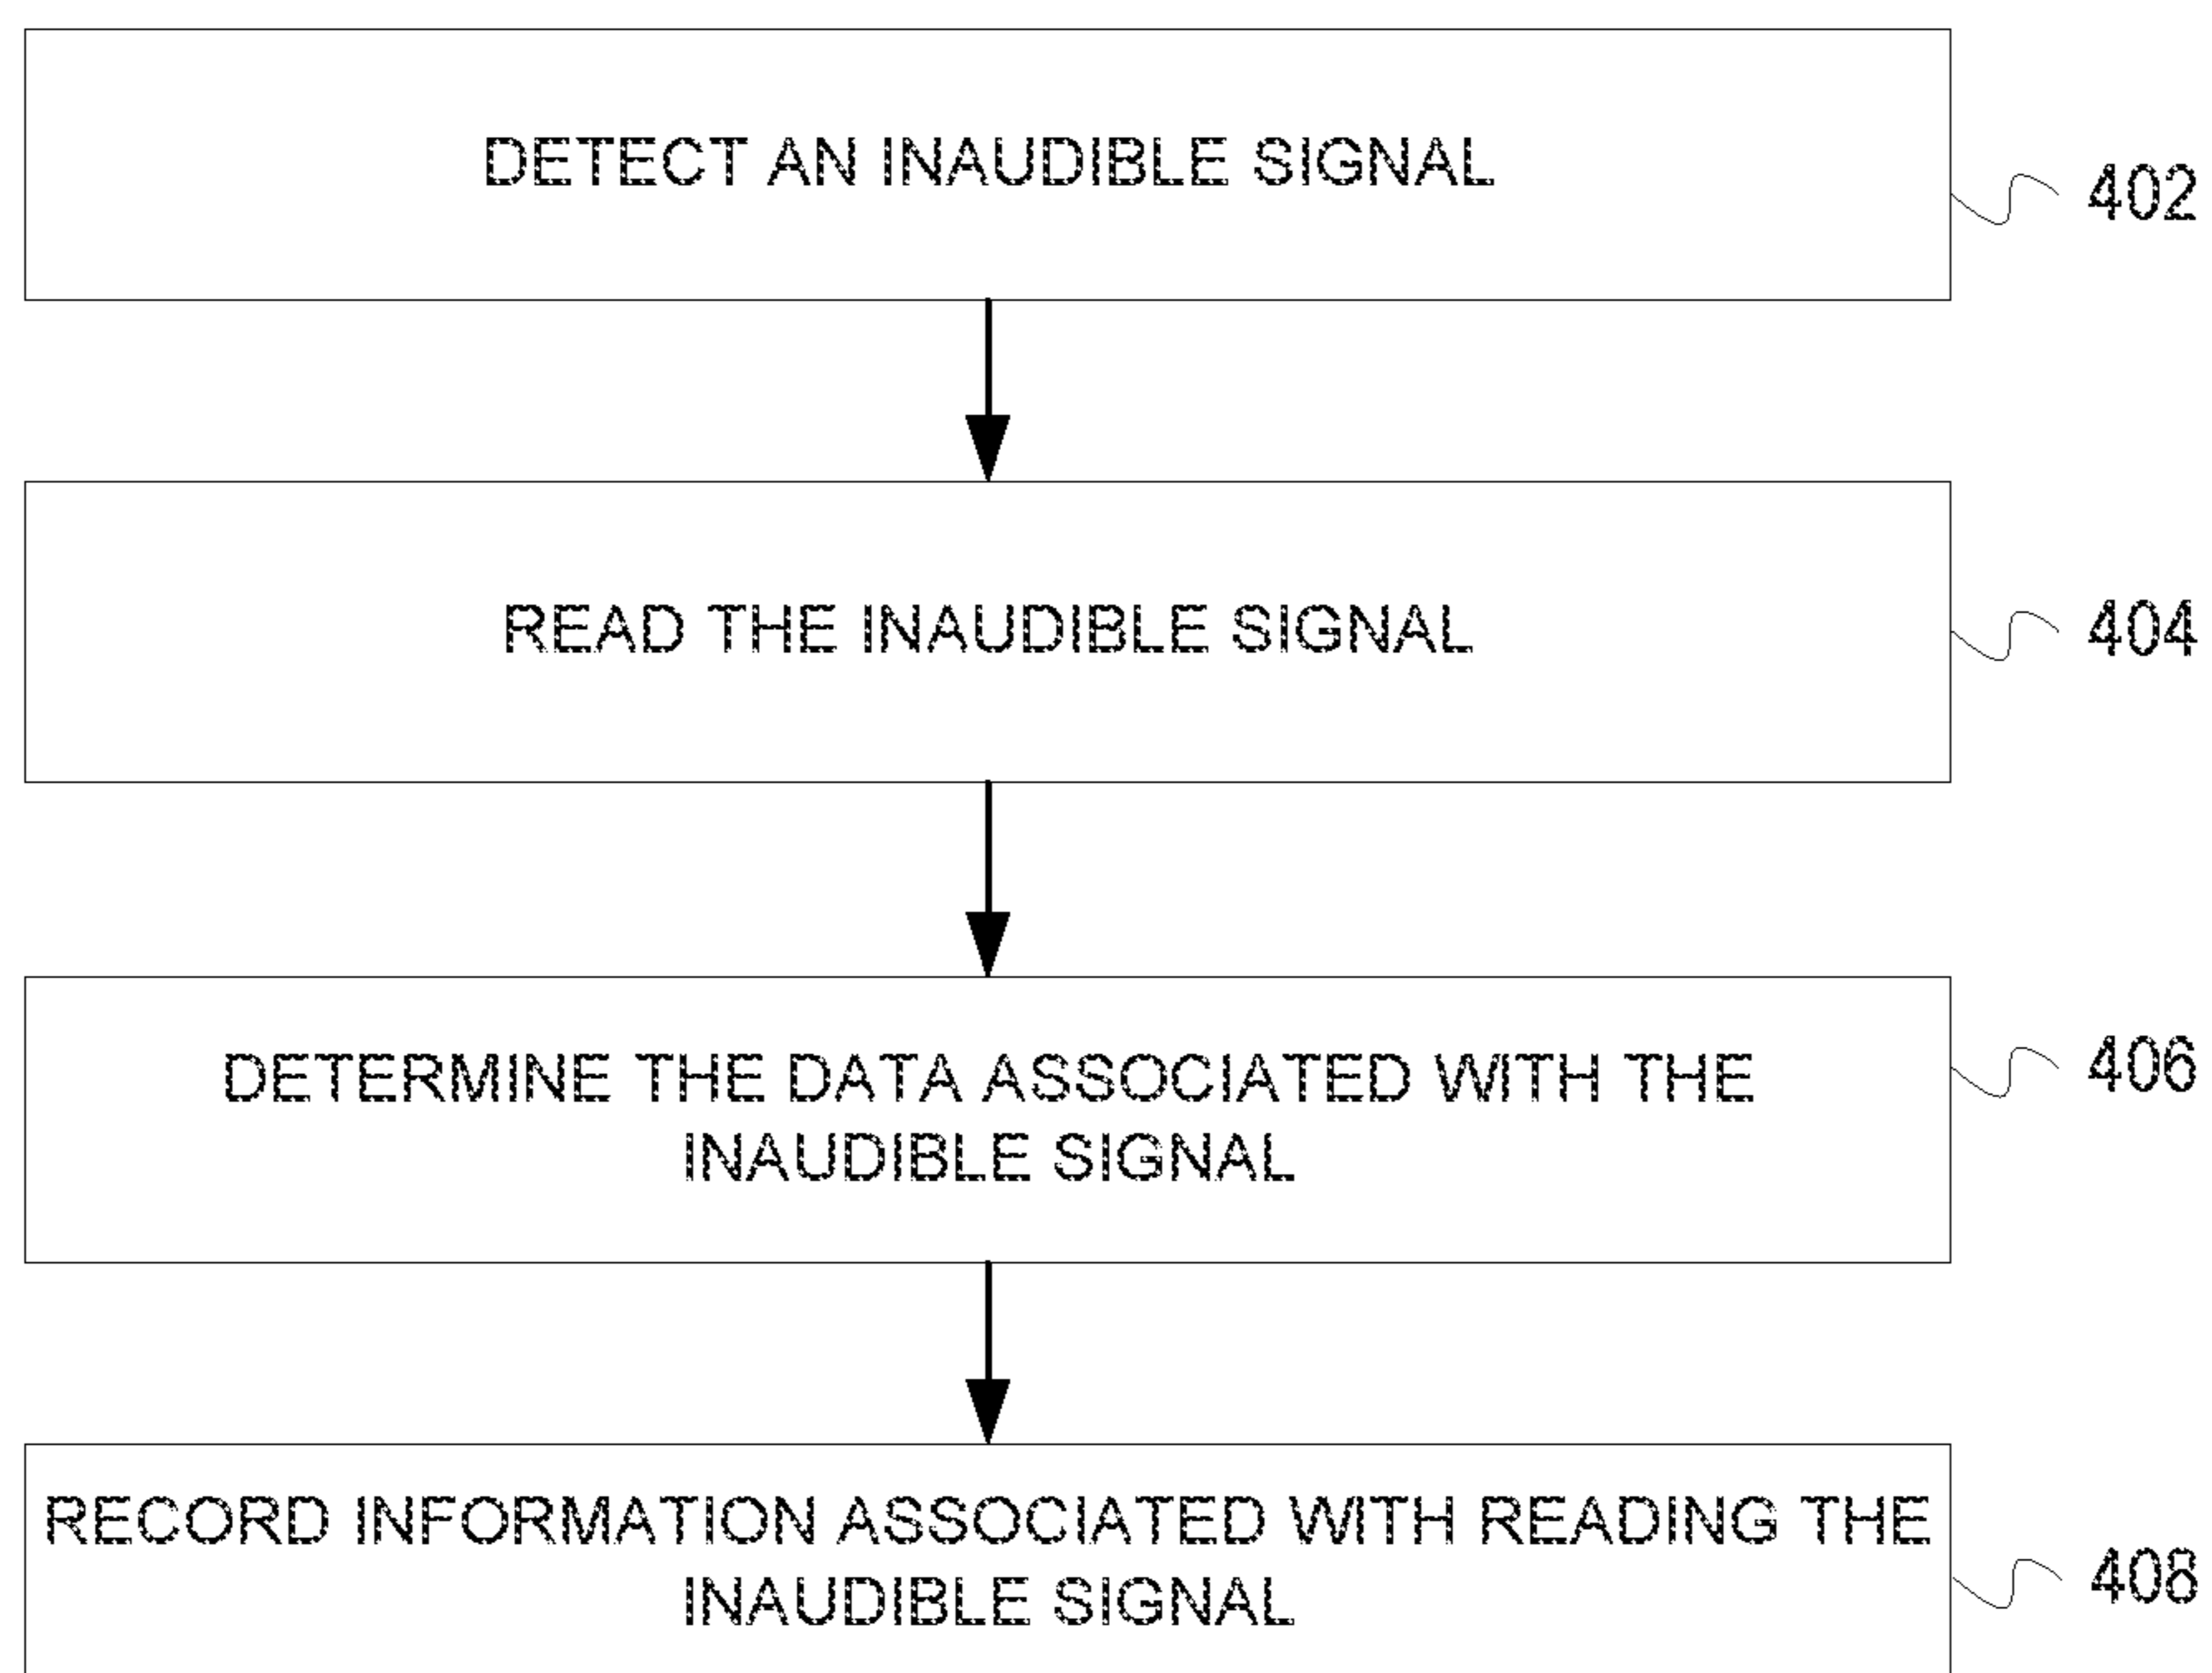 DETECT AN INAUDIBLE SIGNAL
402
READ THE INAUDIBLE SIGNAL
404
DETERMINE THE DATA ASSOCIATED WITH THE
INAUDIBLE SIGNAL
406
RECORD INFORMATION ASSOCIATED WITH READING THE
INAUDIBLE SIGNAL
408